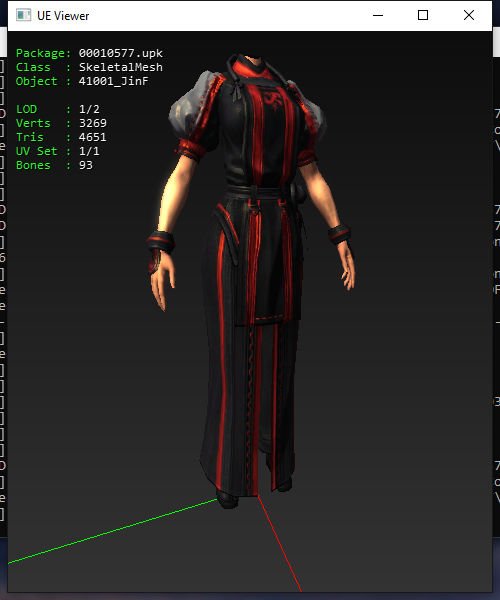 UE Viewer
Package: 00010577.upk
Class : SkeletalMesh
Object : 41001_JinF
LOD : 1/2
Verts : 3269
Tris : 4651
UV Set : 1/1
Bones : 93